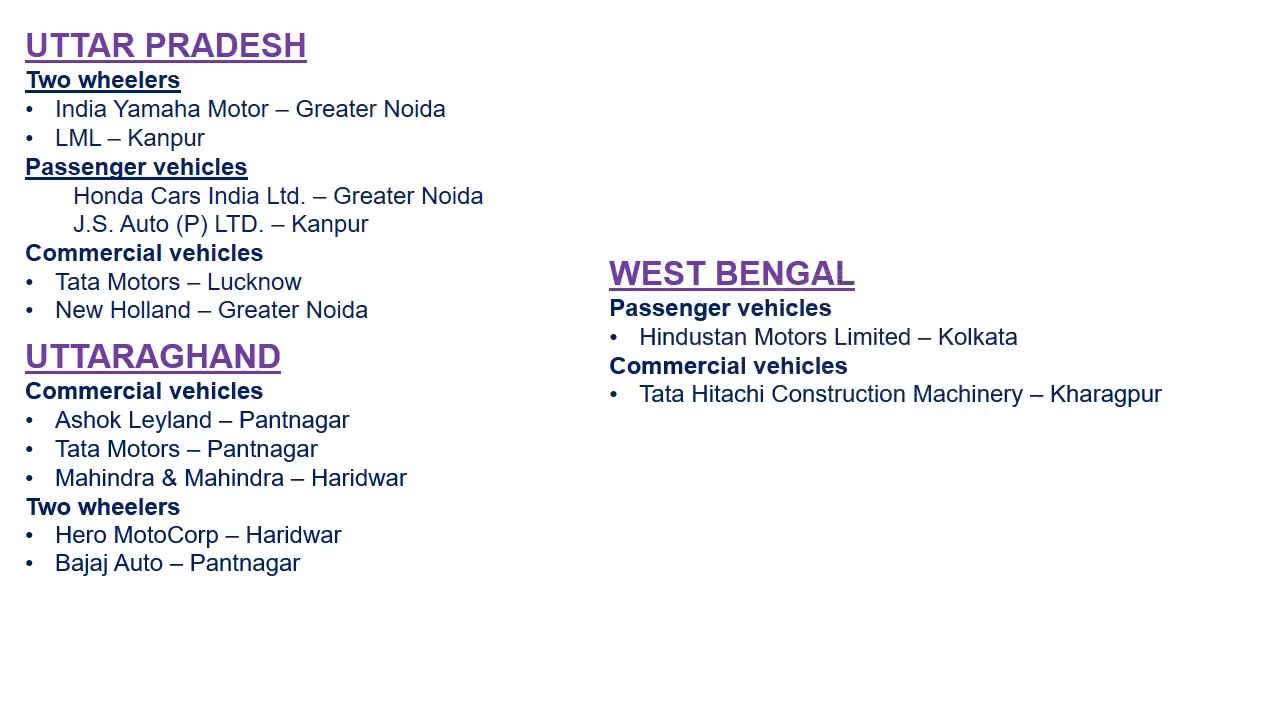 UTTAR PRADESH
Two wheelers
• India Yamaha Motor – Greater Noida
• LML – Kanpur
Passenger vehicles
Honda Cars India Ltd. – Greater Noida
J.S. Auto (P) LTD. – Kanpur
Commercial vehicles
• Tata Motors – Lucknow
• New Holland – Greater Noida
UTTARAGHAND
Commercial vehicles
• Ashok Leyland – Pantnagar
• Tata Motors – Pantnagar
• Mahindra & Mahindra – Haridwar
Two wheelers
• Hero MotoCorp – Haridwar
• Bajaj Auto – Pantnagar
WEST BENGAL
Passenger vehicles
• Hindustan Motors Limited – Kolkata
Commercial vehicles
• Tata Hitachi Construction Machinery – Kharagpur